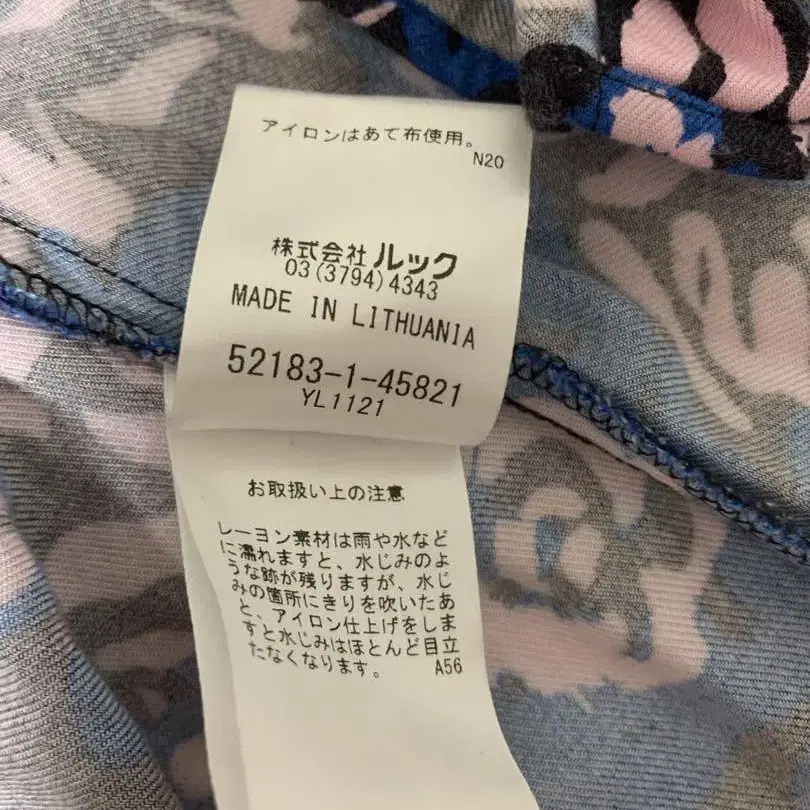 アイロンはあて布使用。
N20
株式会社 ルック
03(3794)4343
MADE IN LITHUANIA
52183-1-45821
YL1121
お取扱い上の注意
レーヨン素材は雨や水など
に濡れますと、水じみのよ
うな跡が残りますが、水じ
みの箇所にきりを吹いたあ
と、アイロン仕上げをしま
すと水じみはほとんど目立
たなくなります。 A56